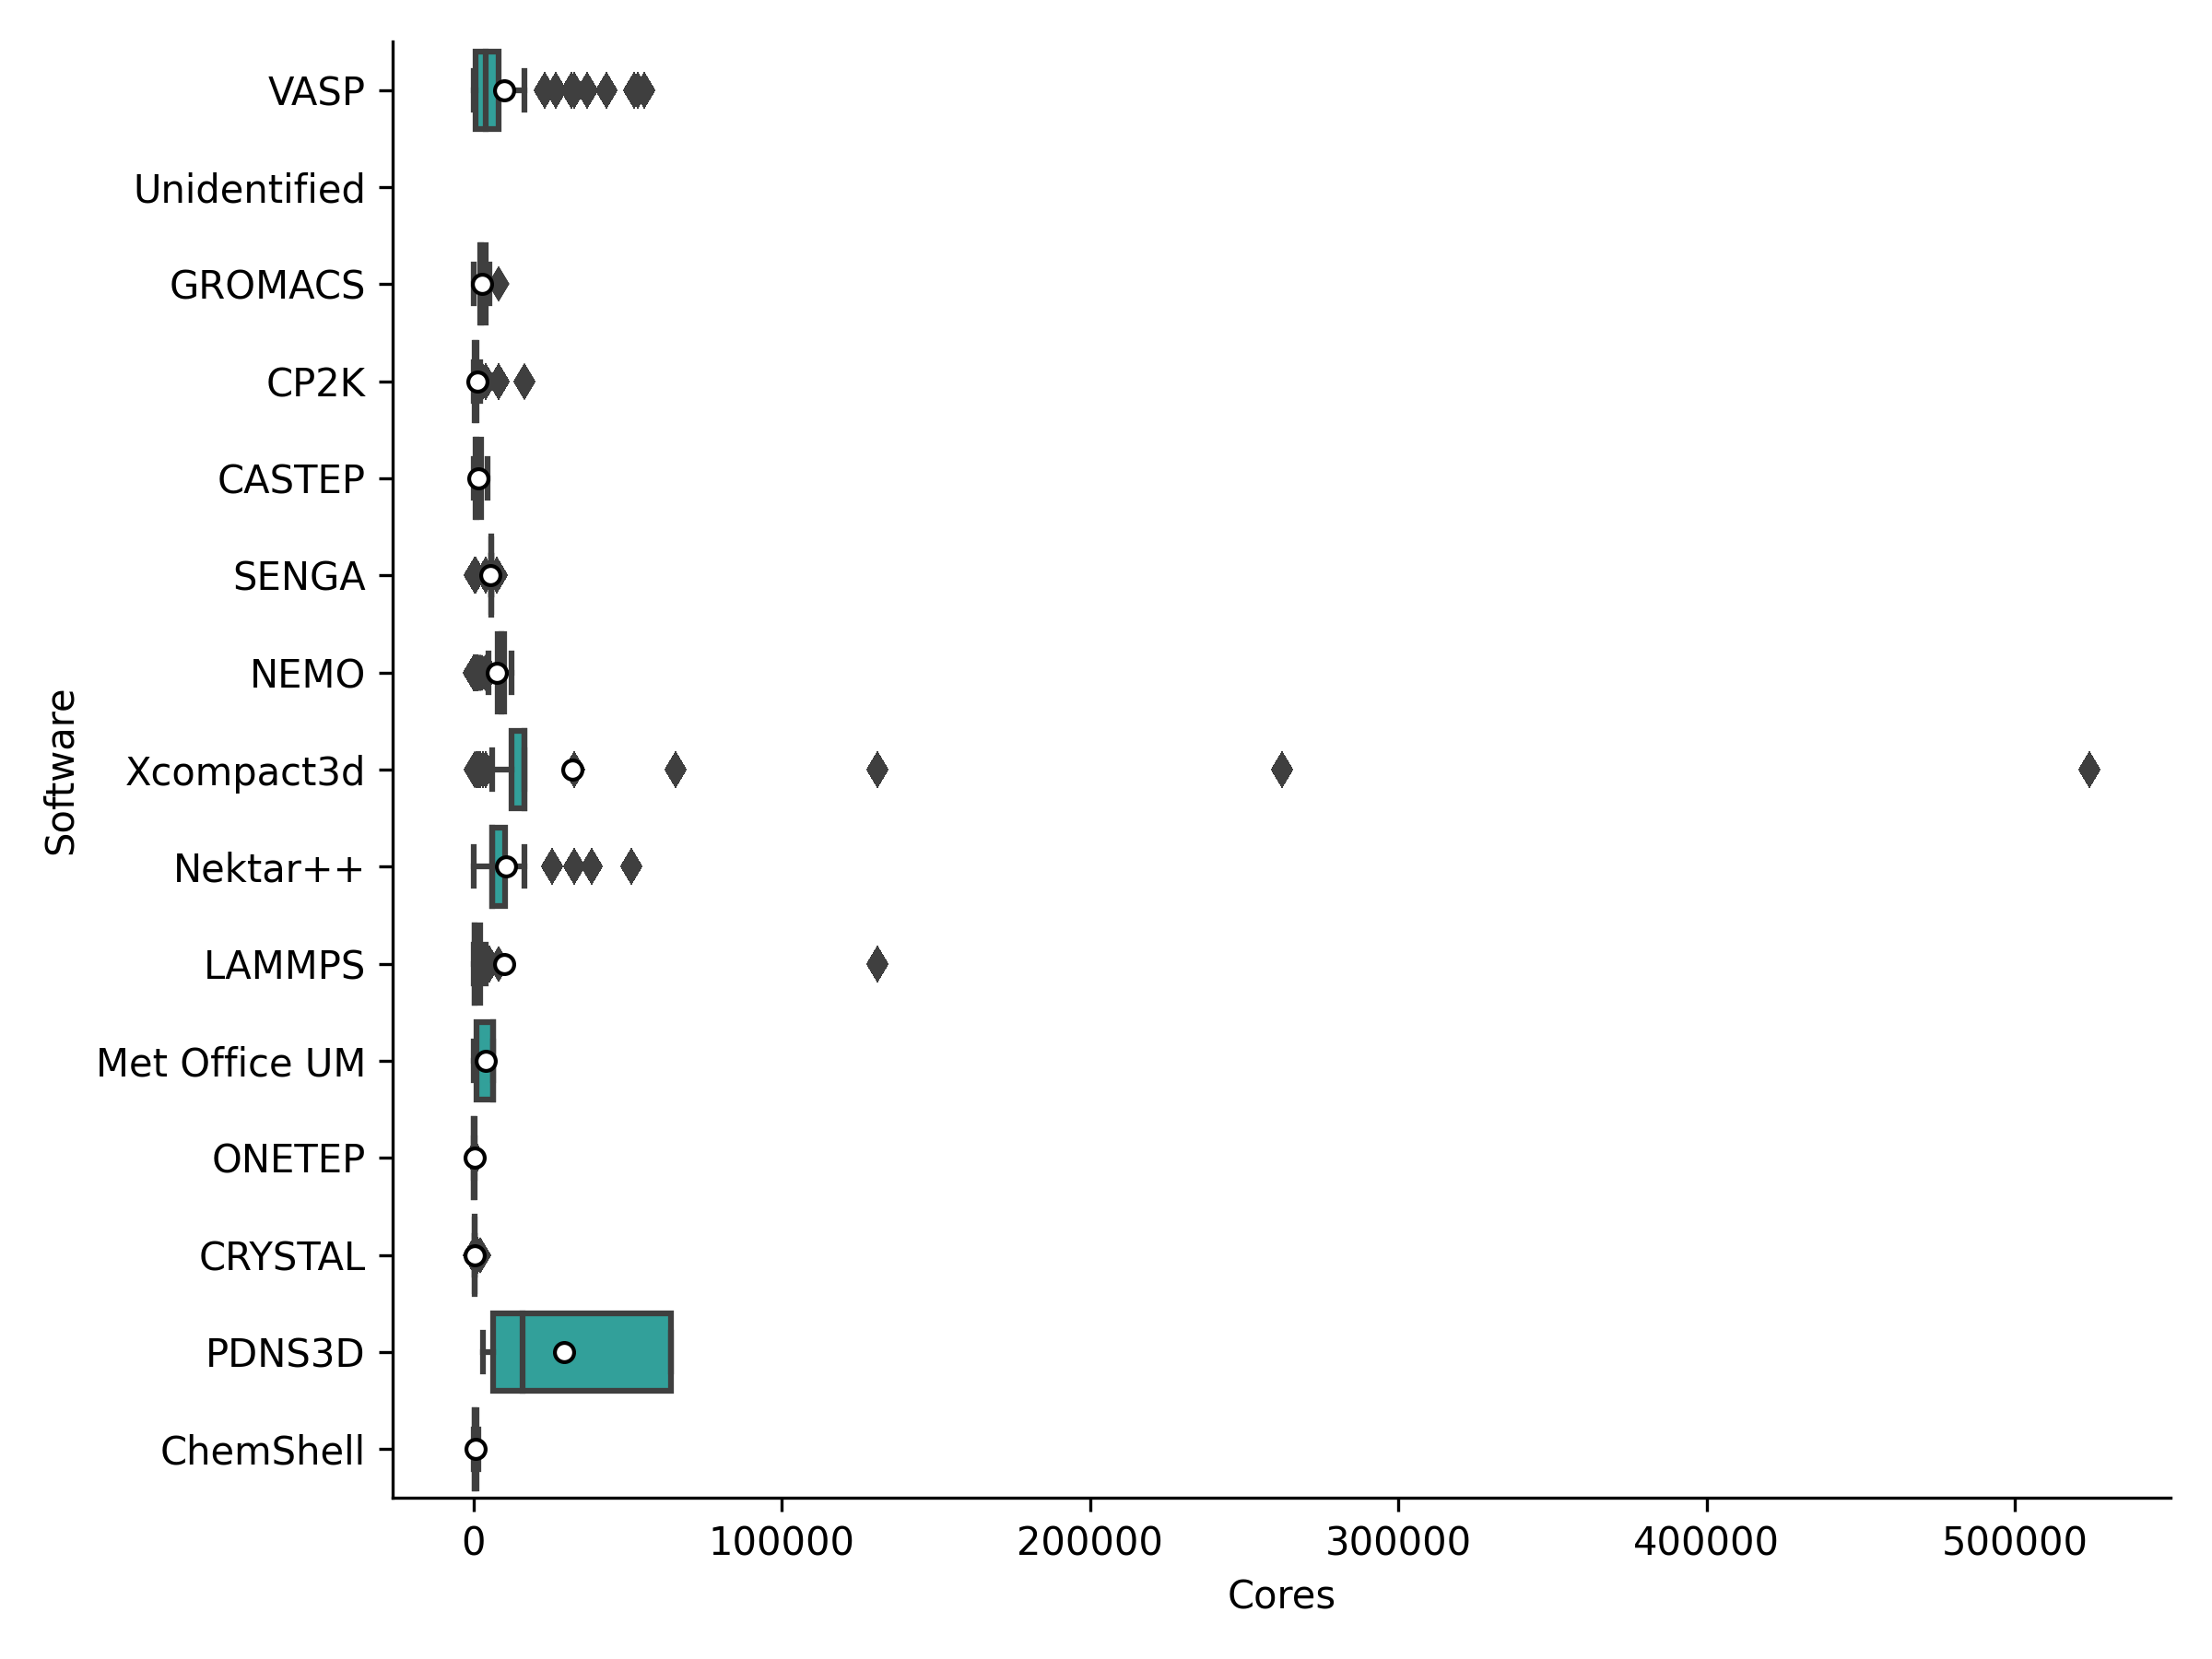 VASP
Unidentified
GROMACS
CP2K
CASTEP
SENGA
NEMO
Xcompact3d
Nektar++
LAMMPS
Met Office UM
ONETEP
CRYSTAL
PDNS3D
ChemShell
Software
0 100000 200000 300000 400000 500000
Cores